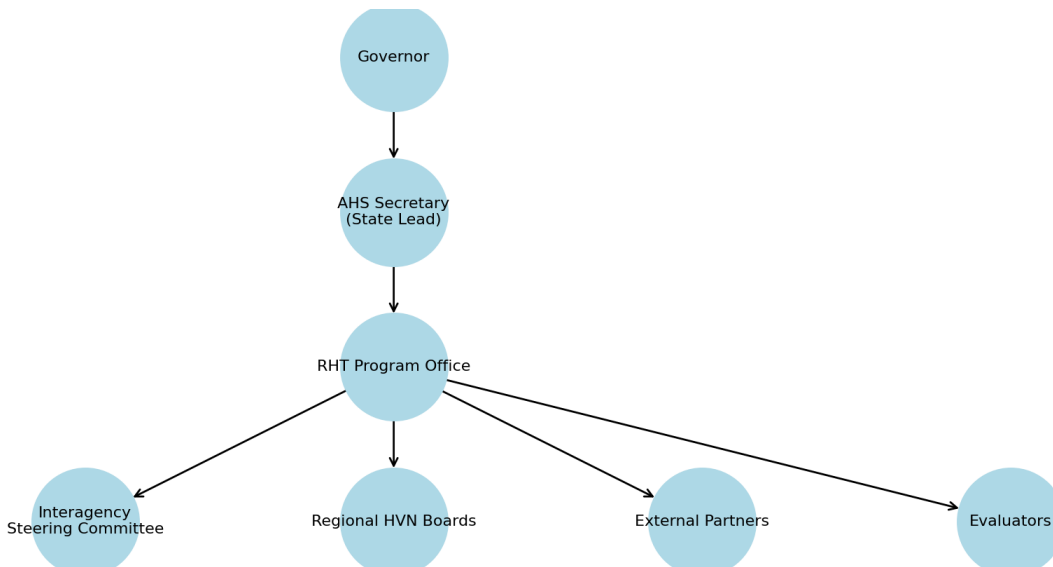 Governor
AHS Secretary
(State Lead)
RHT Program Office
Interagency
Steering Committee
Regional HVN Boards
External Partners
Evaluators